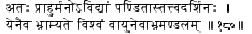 अतः प्राहुर्मनोऽविद्यां पण्डितास्तत्त्वदर्शिनः ।
येनैव भ्राम्यते विश्वं वायुनेवाभ्रमण्डलम् ॥१८०॥